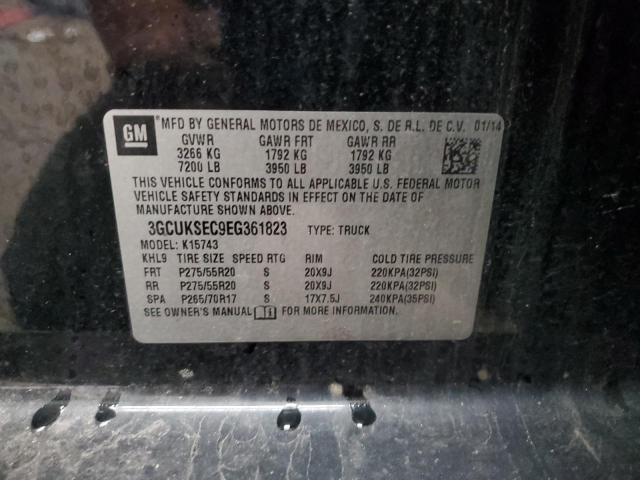 GM
®MFD BY GENERAL MOTORS DE MEXICO, S. DE R.L. DE C.V. 01/14
GVWR GAWR FRT GAWR RR
3266 KG 1792 KG 1792 KG
7200 LB 3950 LB 3950 LB
THIS VEHICLE CONFORMS TO ALL APPLICABLE U.S. FEDERAL MOTOR
VEHICLE SAFETY STANDARDS IN EFFECT ON THE DATE OF
MANUFACTURE SHOWN ABOVE.
3GCUKSEC9EG361823 TYPE: TRUCK
MODEL: K15743
KHL9 TIRE SIZE SPEED RTG RIM COLD TIRE PRESSURE
FRT P275/55R20 S 20X9J 220KPA(32PSI)
RR P275/55R20 S 20X9J 220KPA(32PSI)
SPA P265/70R17 S 17X7.5J 240KPA(35PSI)
SEE OWNER'S MANUAL FOR MORE INFORMATION.